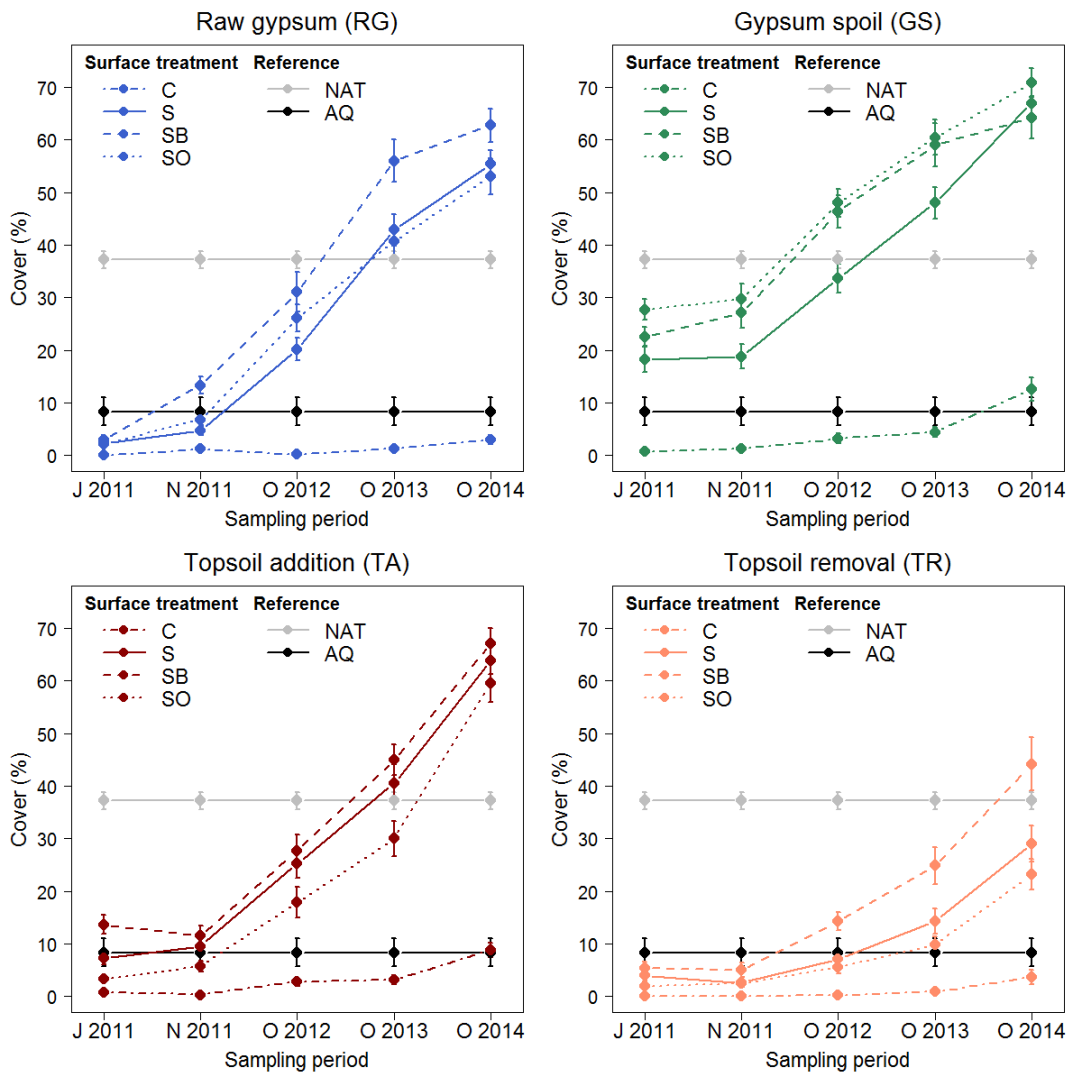 Raw gypsum (RG)
Surface treatment Reference
C NAT
S AQ
SB
SO
Cover (%)
70
60
50
40
30
20
10
0
J 2011 N 2011 O 2012 O 2013 O 2014
Sampling period
Gypsum spoil (GS)
Surface treatment Reference
C NAT
S AQ
SB
SO
Cover (%)
70
60
50
40
30
20
10
0
J 2011 N 2011 O 2012 O 2013 O 2014
Sampling period
Topsoil addition (TA)
Surface treatment Reference
C NAT
S AQ
SB
SO
Cover (%)
70
60
50
40
30
20
10
0
J 2011 N 2011 O 2012 O 2013 O 2014
Sampling period
Topsoil removal (TR)
Surface treatment Reference
C NAT
S AQ
SB
SO
Cover (%)
70
60
50
40
30
20
10
0
J 2011 N 2011 O 2012 O 2013 O 2014
Sampling period